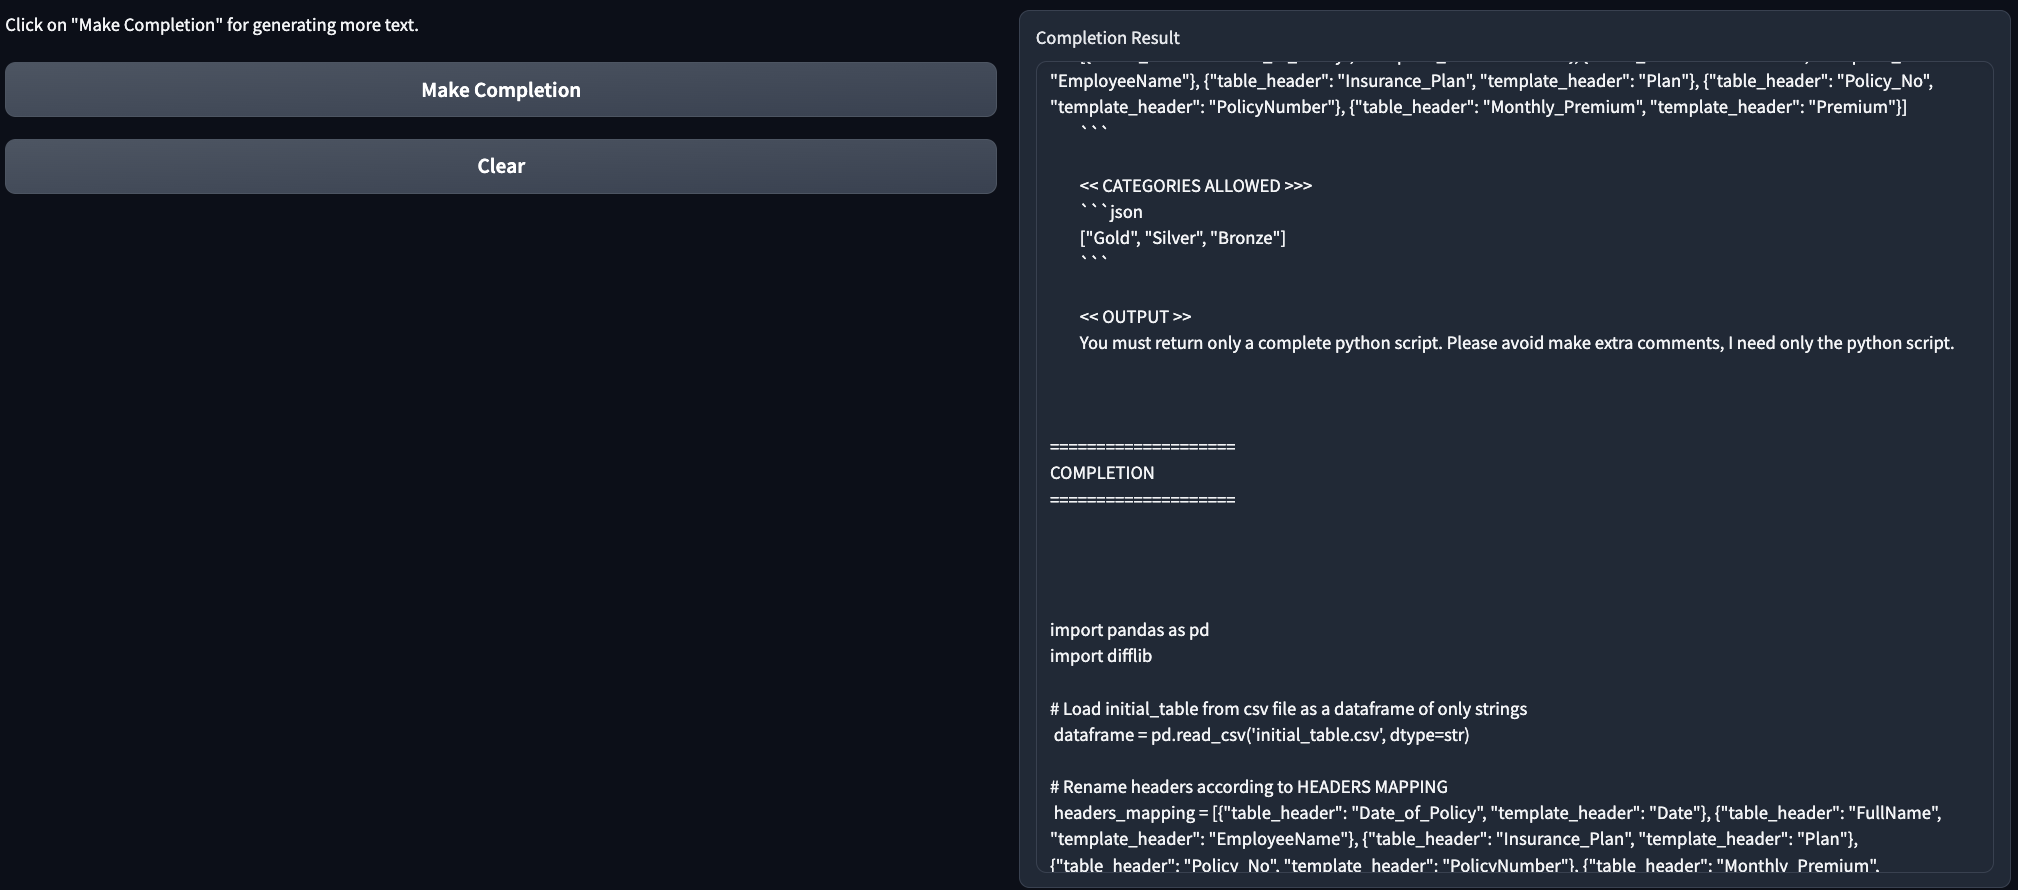 Click on "Make Completion" for generating more text.
Make Completion
Clear
Completion Result
"EmployeeName"}, {"table_header": "Insurance_Plan", "template_header": "Plan"}, {"table_header": "Policy_No",
"template_header": "PolicyNumber"}, {"table_header": "Monthly_Premium", "template_header": "Premium"}]
```
<< CATEGORIES ALLOWED >>>
```json
["Gold", "Silver", "Bronze"]
```
<< OUTPUT >>
You must return only a complete python script. Please avoid make extra comments, I need only the python script.
====================
COMPLETION
====================
import pandas as pd
import difflib
# Load initial_table from csv file as a dataframe of only strings
dataframe = pd.read_csv('initial_table.csv', dtype=str)
# Rename headers according to HEADERS MAPPING
headers_mapping = [{"table_header": "Date_of_Policy", "template_header": "Date"}, {"table_header": "FullName",
"template_header": "EmployeeName"}, {"table_header": "Insurance_Plan", "template_header": "Plan"},
{"table_header": "Policy_No", "template_header": "PolicyNumber"}, {"table_header": "Monthly_Premium",